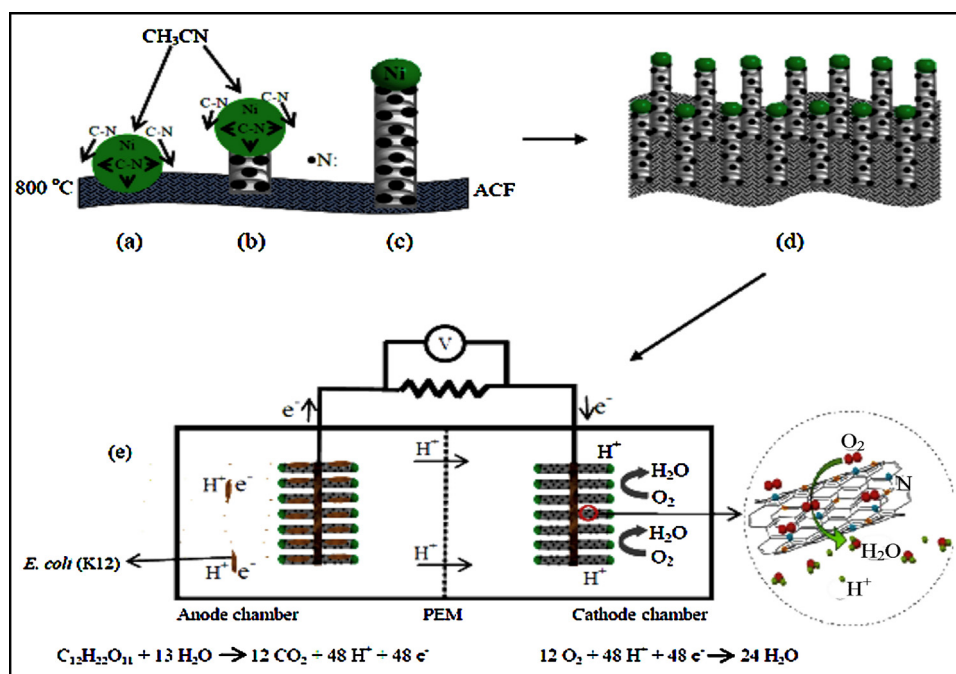 CH₃CN
C-N Ni C-N
C-N
C-N Ni C-N
C-N
•N:
Ni
800 °C
ACF
(a)
(b)
(c)
(d)
(e)
V
e⁻
e⁻
H⁺ e⁻
H⁺ e⁻
E. coli (K12)
H⁺
H⁺
H⁺
H₂O
O₂
H₂O
O₂
H⁺
O₂
N
H₂O
H⁺
Anode chamber
PEM
Cathode chamber
C₁₂H₂₂O₁₁ + 13 H₂O → 12 CO₂ + 48 H⁺ + 48 e⁻
12 O₂ + 48 H⁺ + 48 e⁻ → 24 H₂O